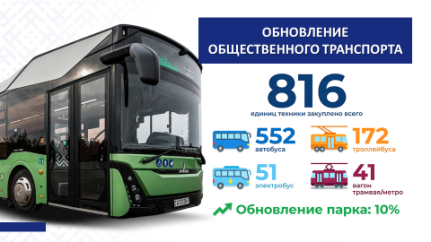 ОБНОВЛЕНИЕ
ОБЩЕСТВЕННОГО ТРАНСПОРТА
816
единиц техники закуплено всего
552
автобуса
172
троллейбуса
51
электробус
41
вагон
трамвая/метро
Обновление парка: 10%